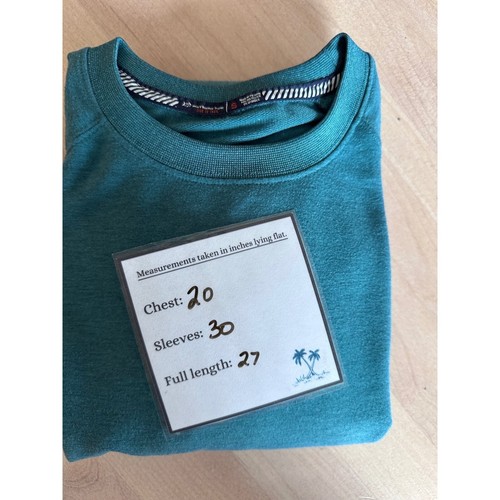 S
Measurements taken in inches lying flat.
Chest: 20
Sleeves: 30
Full length: 27